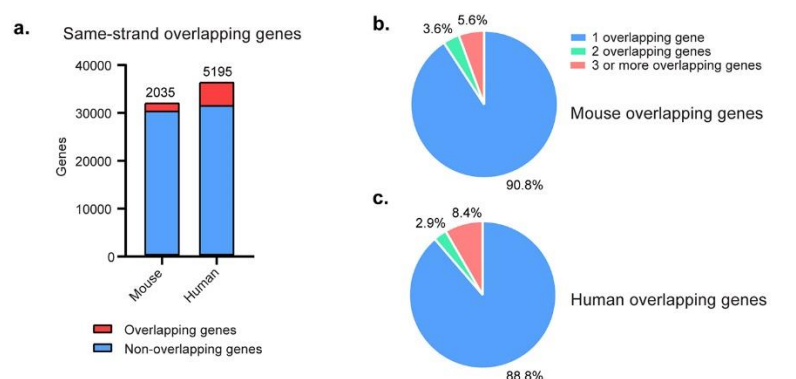 a.
Same-strand overlapping genes
Genes
40000
30000
20000
10000
0
2035
5195
Mouse
Human
Overlapping genes
Non-overlapping genes
b.
3.6%
5.6%
90.8%
1 overlapping gene
2 overlapping genes
3 or more overlapping genes
Mouse overlapping genes
c.
2.9%
8.4%
88.8%
Human overlapping genes